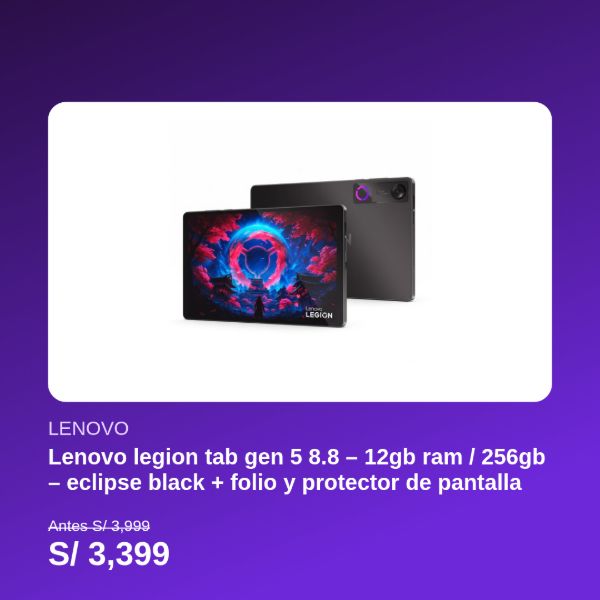 Lenovo
LEGION
LENOVO
Lenovo legion tab gen 5 8.8 – 12gb ram / 256gb
– eclipse black + folio y protector de pantalla
Antes S/ 3,999
S/ 3,399